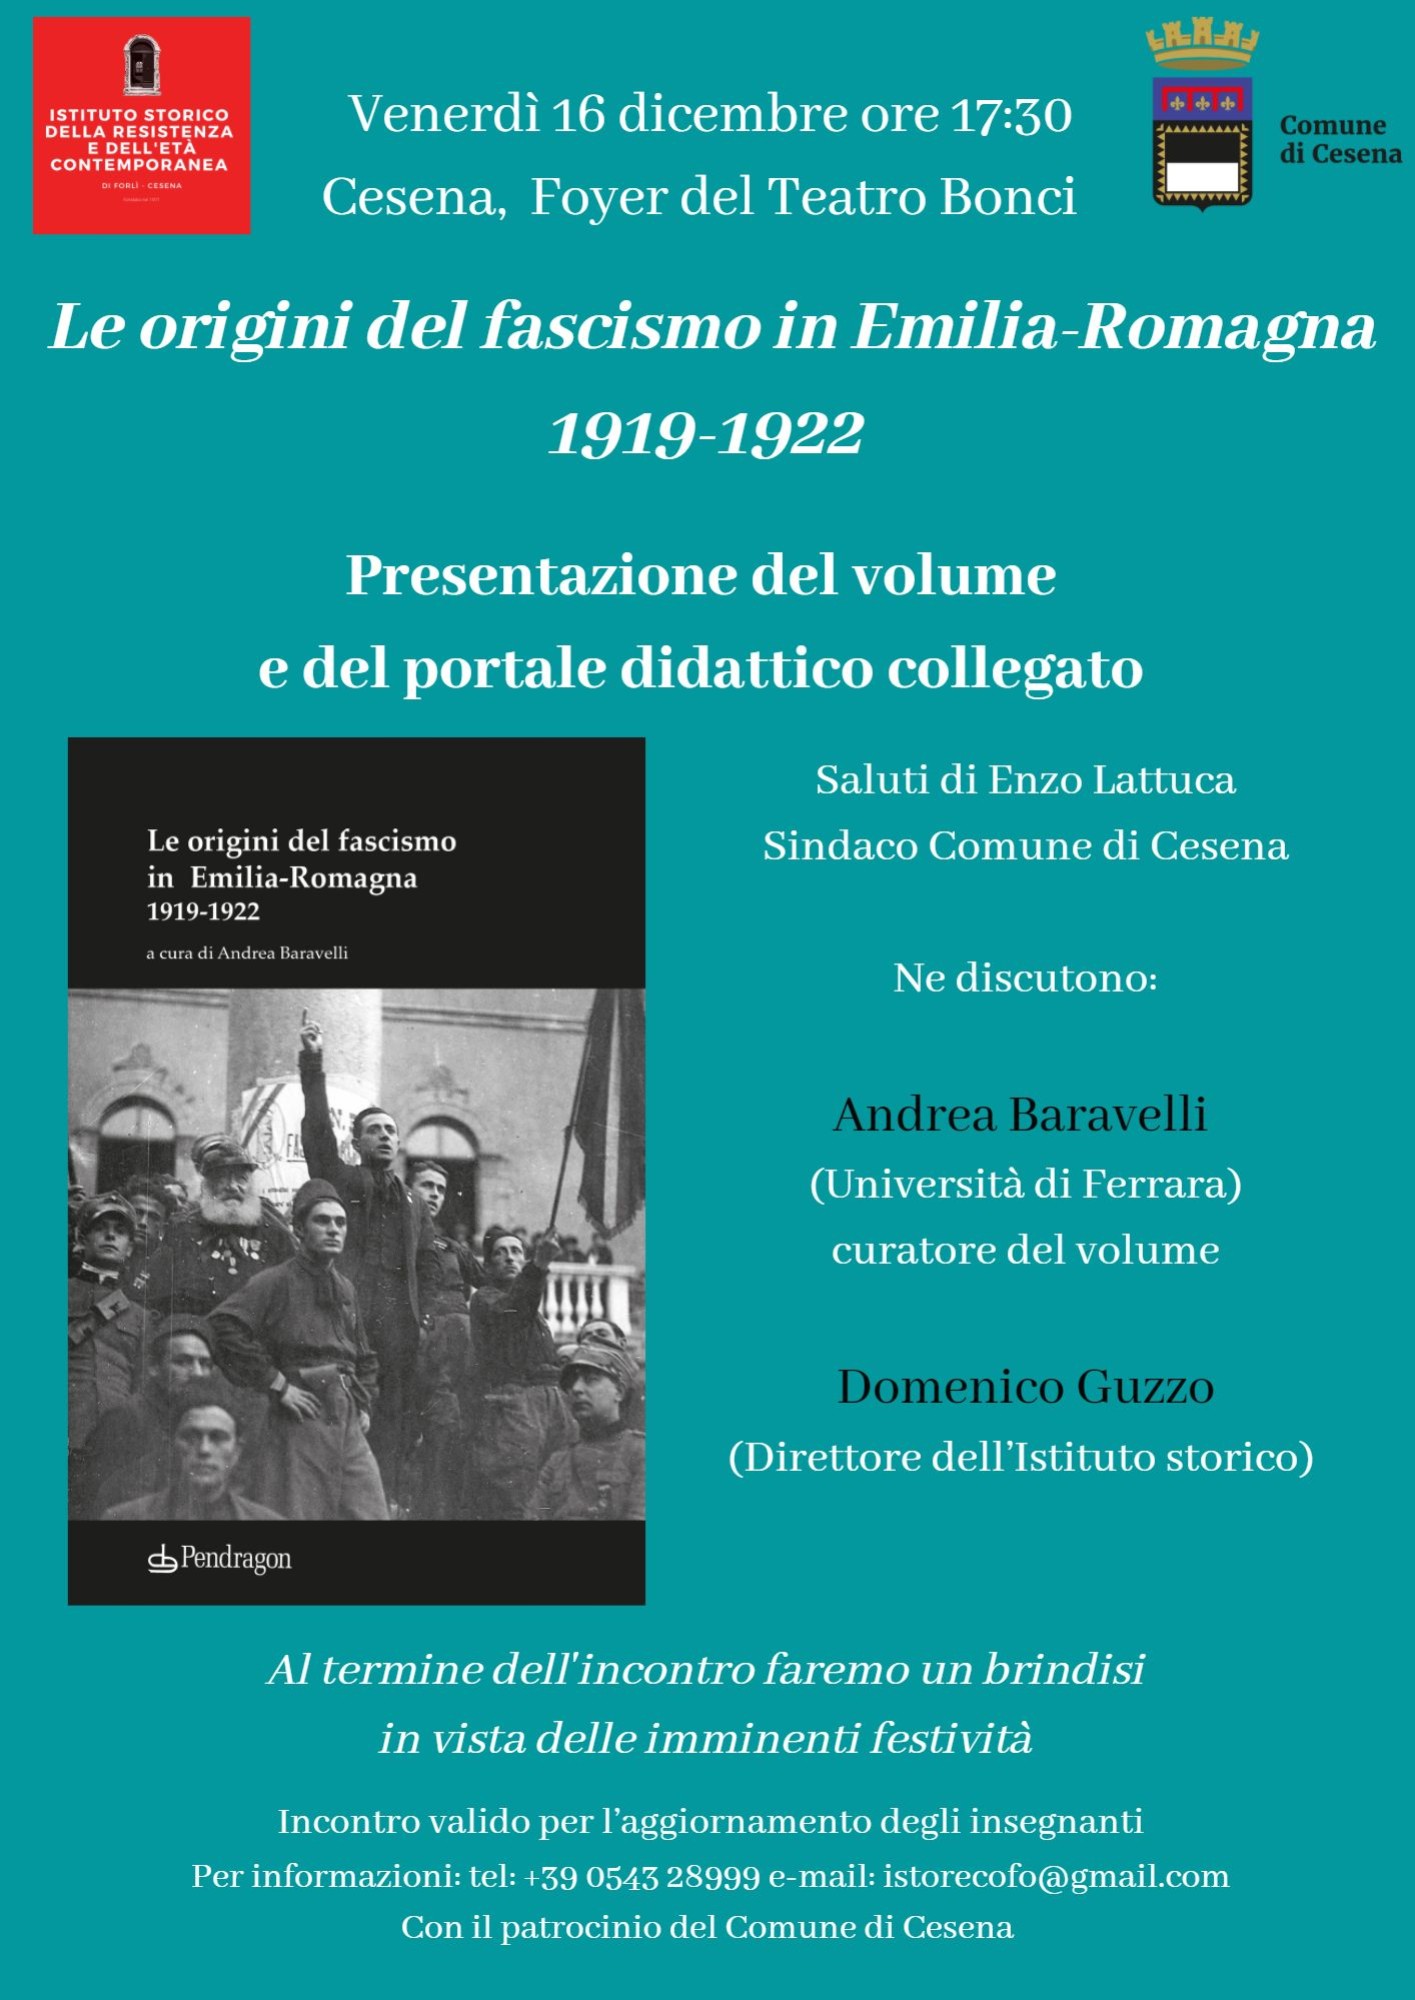 ISTITUTO STORICO
DELLA RESISTENZA
E DELL'ETÀ
CONTEMPORANEA
DI FORLÌ - CESENA
Venerdì 16 dicembre ore 17:30
Cesena, Foyer del Teatro Bonci
Comune
di Cesena
Le origini del fascismo in Emilia-Romagna
1919-1922
Presentazione del volume
e del portale didattico collegato
Le origini del fascismo
in Emilia-Romagna
1919-1922
a cura di Andrea Baravelli
Pendragon
Saluti di Enzo Lattuca
Sindaco Comune di Cesena
Ne discutono:
Andrea Baravelli
(Università di Ferrara)
curatore del volume
Domenico Guzzo
(Direttore dell’Istituto storico)
Al termine dell'incontro faremo un brindisi
in vista delle imminenti festività
Incontro valido per l’aggiornamento degli insegnanti
Per informazioni: tel: +39 0543 28999 e-mail: istorecofo@gmail.com
Con il patrocinio del Comune di Cesena